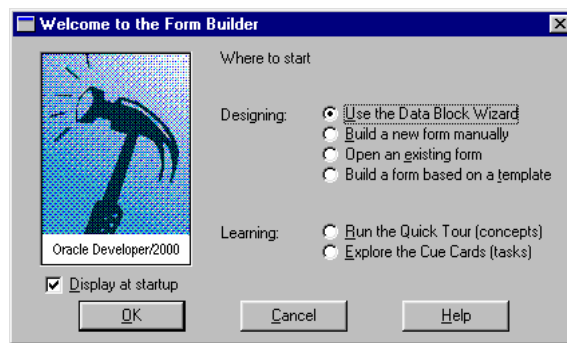 Welcome to the Form Builder
Where to start
Designing:
Use the Data Block Wizard
Build a new form manually
Open an existing form
Build a form based on a template
Learning:
Run the Quick Tour (concepts)
Explore the Cue Cards (tasks)
Oracle Developer/2000
Display at startup
OK
Cancel
Help